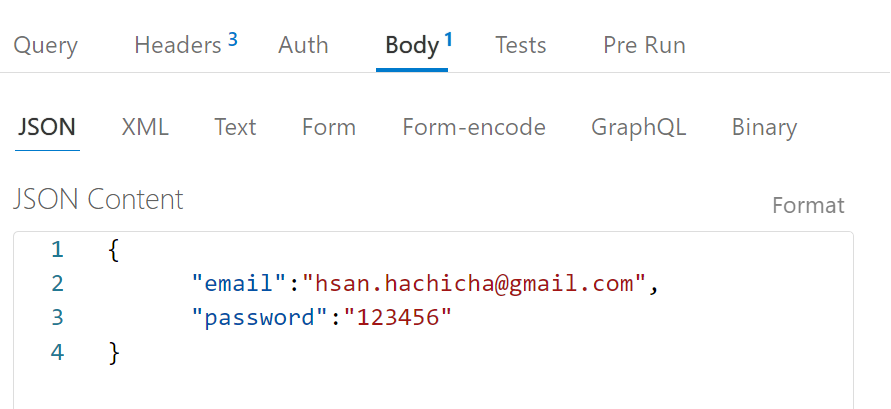 Query Headers 3 Auth Body 1 Tests Pre Run
JSON XML Text Form Form-encode GraphQL Binary
JSON Content
Format
1 {
2 "email":"hsan.hachicha@gmail.com",
3 "password":"123456"
4 }